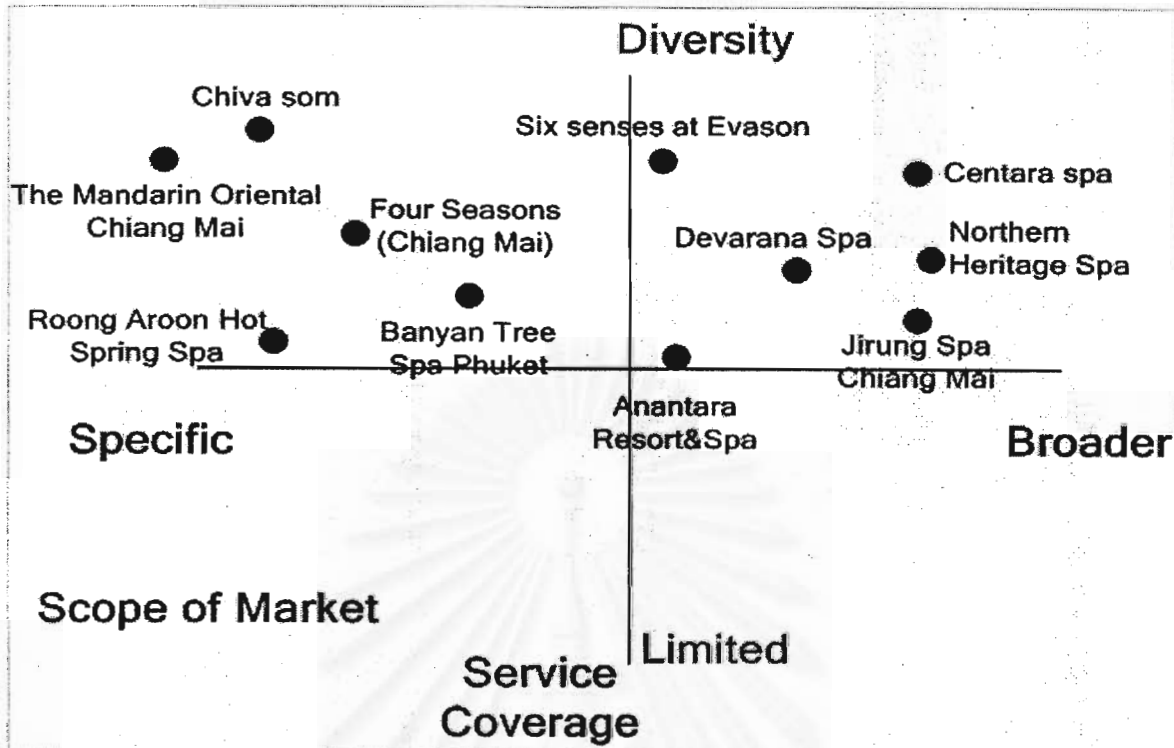 Diversity
Chiva som
Six senses at Evason
The Mandarin Oriental
Chiang Mai
Four Seasons
(Chiang Mai)
Centara spa
Devarana Spa
Northern
Heritage Spa
Roong Aroon Hot
Spring Spa
Banyan Tree
Spa Phuket
Jirung Spa
Chiang Mai
Anantara
Resort&Spa
Specific
Broader
Scope of Market
Limited
Service
Coverage